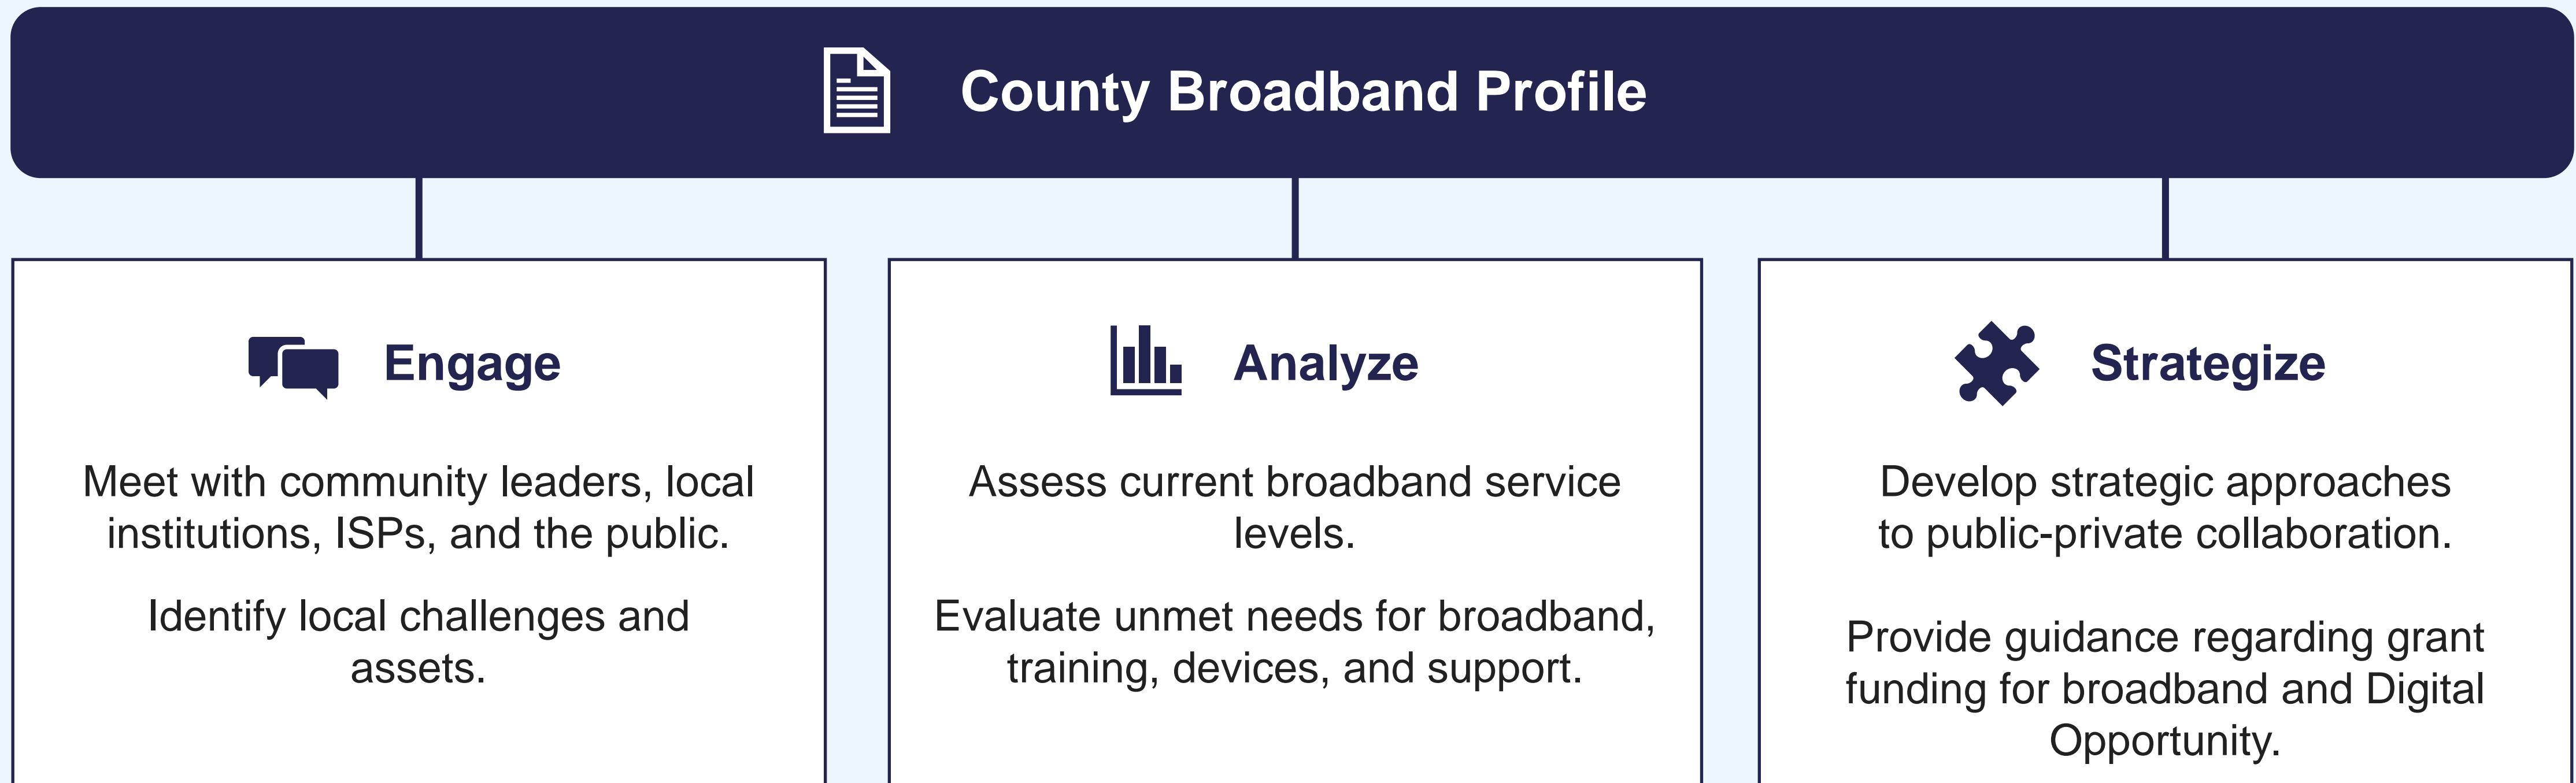 County Broadband Profile
Engage
Meet with community leaders, local
institutions, ISPs, and the public.
Identify local challenges and
assets.
Analyze
Assess current broadband service
levels.
Evaluate unmet needs for broadband,
training, devices, and support.
Strategize
Develop strategic approaches
to public-private collaboration.
Provide guidance regarding grant
funding for broadband and Digital
Opportunity.